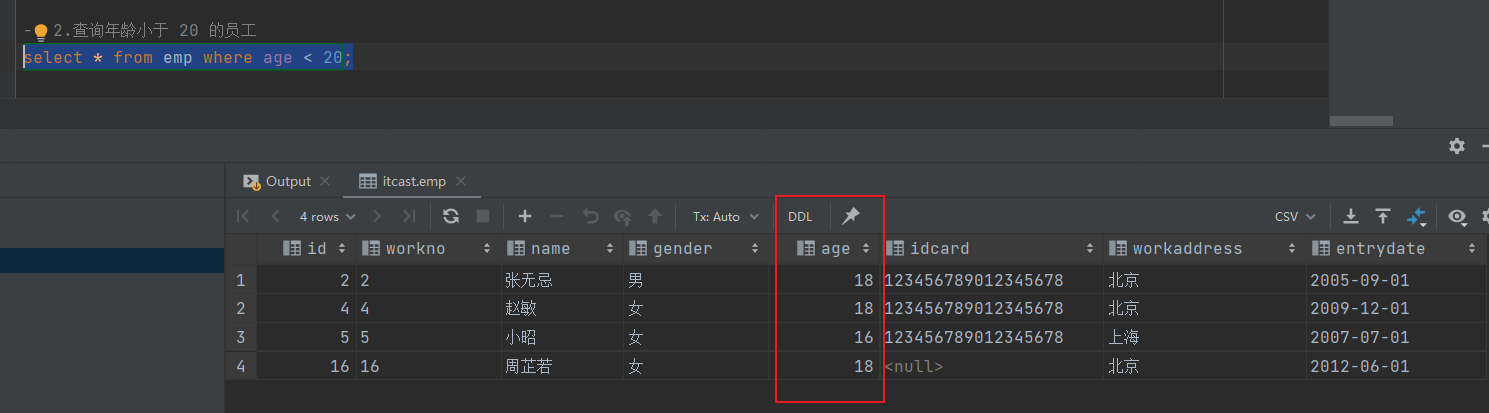 - 2.查询年龄小于 20 的员工
select * from emp where age < 20;
Output itcast.emp
4 rows Tx: Auto DDL CSV
id workno name gender age idcard workaddress entrydate
1 2 2 张无忌 男 18 123456789012345678 北京 2005-09-01
2 4 4 赵敏 女 18 123456789012345678 北京 2009-12-01
3 5 5 小昭 女 16 123456789012345678 上海 2007-07-01
4 16 16 周芷若 女 18 <null> 北京 2012-06-01